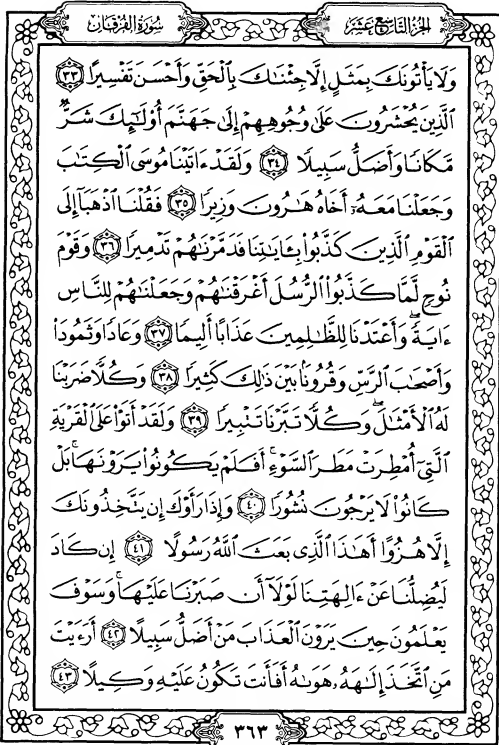 الجزء التاسع عشر
سورة الفرقان
وَلَا يَأْتُونَكَ بِمَثَلٍ إِلَّا جِئْنَٰكَ بِٱلْحَقِّ وَأَحْسَنَ تَفْسِيرًا ٣٣
ٱلَّذِينَ يُحْشَرُونَ عَلَىٰ وُجُوهِهِمْ إِلَىٰ جَهَنَّمَ أُو۟لَٰٓئِكَ شَرٌّ
مَّكَانًا وَأَضَلُّ سَبِيلًا ٣٤ وَلَقَدْ ءَاتَيْنَا مُوسَى ٱلْكِتَٰبَ
وَجَعَلْنَا مَعَهُۥٓ أَخَاهُ هَٰرُونَ وَزِيرًا ٣٥ فَقُلْنَا ٱذْهَبَآ إِلَى
ٱلْقَوْمِ ٱلَّذِينَ كَذَّبُوا۟ بِـَٔايَٰتِنَا فَدَمَّرْنَٰهُمْ تَدْمِيرًا ٣٦ وَقَوْمَ
نُوحٍ لَّمَّا كَذَّبُوا۟ ٱلرُّسُلَ أَغْرَقْنَٰهُمْ وَجَعَلْنَٰهُمْ لِلنَّاسِ
ءَايَةً ۖ وَأَعْتَدْنَا لِلظَّٰلِمِينَ عَذَابًا أَلِيمًا ٣٧ وَعَادًا وَثَمُودَا۟
وَأَصْحَٰبَ ٱلرَّسِّ وَقُرُونًۢا بَيْنَ ذَٰلِكَ كَثِيرًا ٣٨ وَكُلًّا ضَرَبْنَا
لَهُ ٱلْأَمْثَٰلَ ۖ وَكُلًّا تَبَّرْنَا تَتْبِيرًا ٣٩ وَلَقَدْ أَتَوْا۟ عَلَى ٱلْقَرْيَةِ
ٱلَّتِىٓ أُمْطِرَتْ مَطَرَ ٱلسَّوْءِ ۚ أَفَلَمْ يَكُونُوا۟ يَرَوْنَهَا ۚ بَلْ
كَانُوا۟ لَا يَرْجُونَ نُشُورًا ٤٠ وَإِذَا رَأَوْكَ إِن يَتَّخِذُونَكَ
إِلَّا هُزُوًا أَهَٰذَا ٱلَّذِى بَعَثَ ٱللَّهُ رَسُولًا ٤١ إِن كَادَ
لَيُضِلُّنَا عَنْ ءَالِهَتِنَا لَوْلَآ أَن صَبَرْنَا عَلَيْهَا ۚ وَسَوْفَ
يَعْلَمُونَ حِينَ يَرَوْنَ ٱلْعَذَابَ مَنْ أَضَلُّ سَبِيلًا ٤٢ أَرَءَيْتَ
مَنِ ٱتَّخَذَ إِلَٰهَهُۥ هَوَىٰهُ أَفَأَنتَ تَكُونُ عَلَيْهِ وَكِيلًا ٤٣
٣٦٣